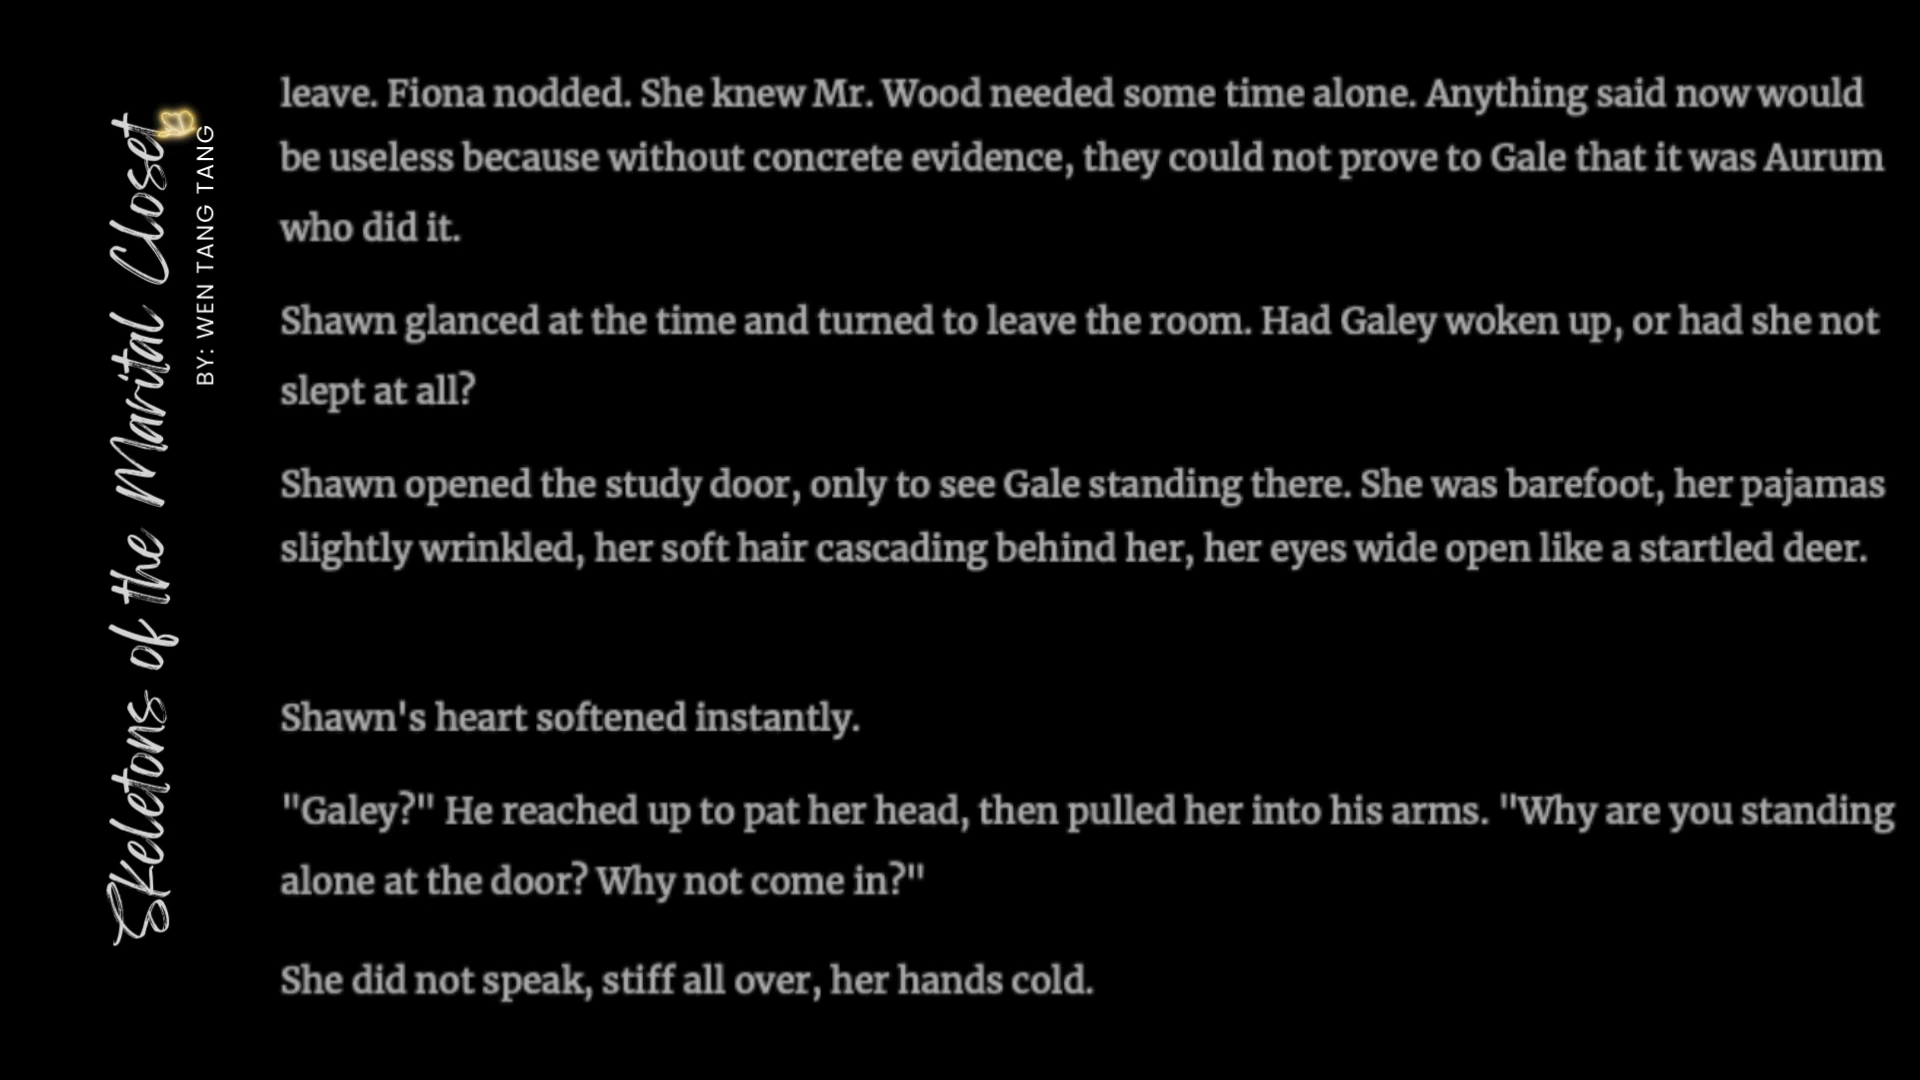 Skeletons of the Marital Closet
BY: WEN TANG TANG
leave. Fiona nodded. She knew Mr. Wood needed some time alone. Anything said now would
be useless because without concrete evidence, they could not prove to Gale that it was Aurum
who did it.
Shawn glanced at the time and turned to leave the room. Had Galey woken up, or had she not
slept at all?
Shawn opened the study door, only to see Gale standing there. She was barefoot, her pajamas
slightly wrinkled, her soft hair cascading behind her, her eyes wide open like a startled deer.
Shawn's heart softened instantly.
"Galey?" He reached up to pat her head, then pulled her into his arms. "Why are you standing
alone at the door? Why not come in?"
She did not speak, stiff all over, her hands cold.